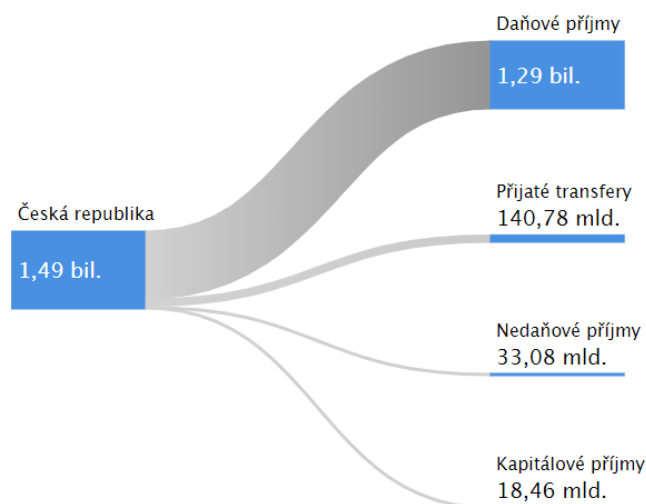 Daňové příjmy
1,29 bil.
Přijaté transfery
140,78 mld.
Česká republika
1,49 bil.
Nedaňové příjmy
33,08 mld.
Kapitálové příjmy
18,46 mld.